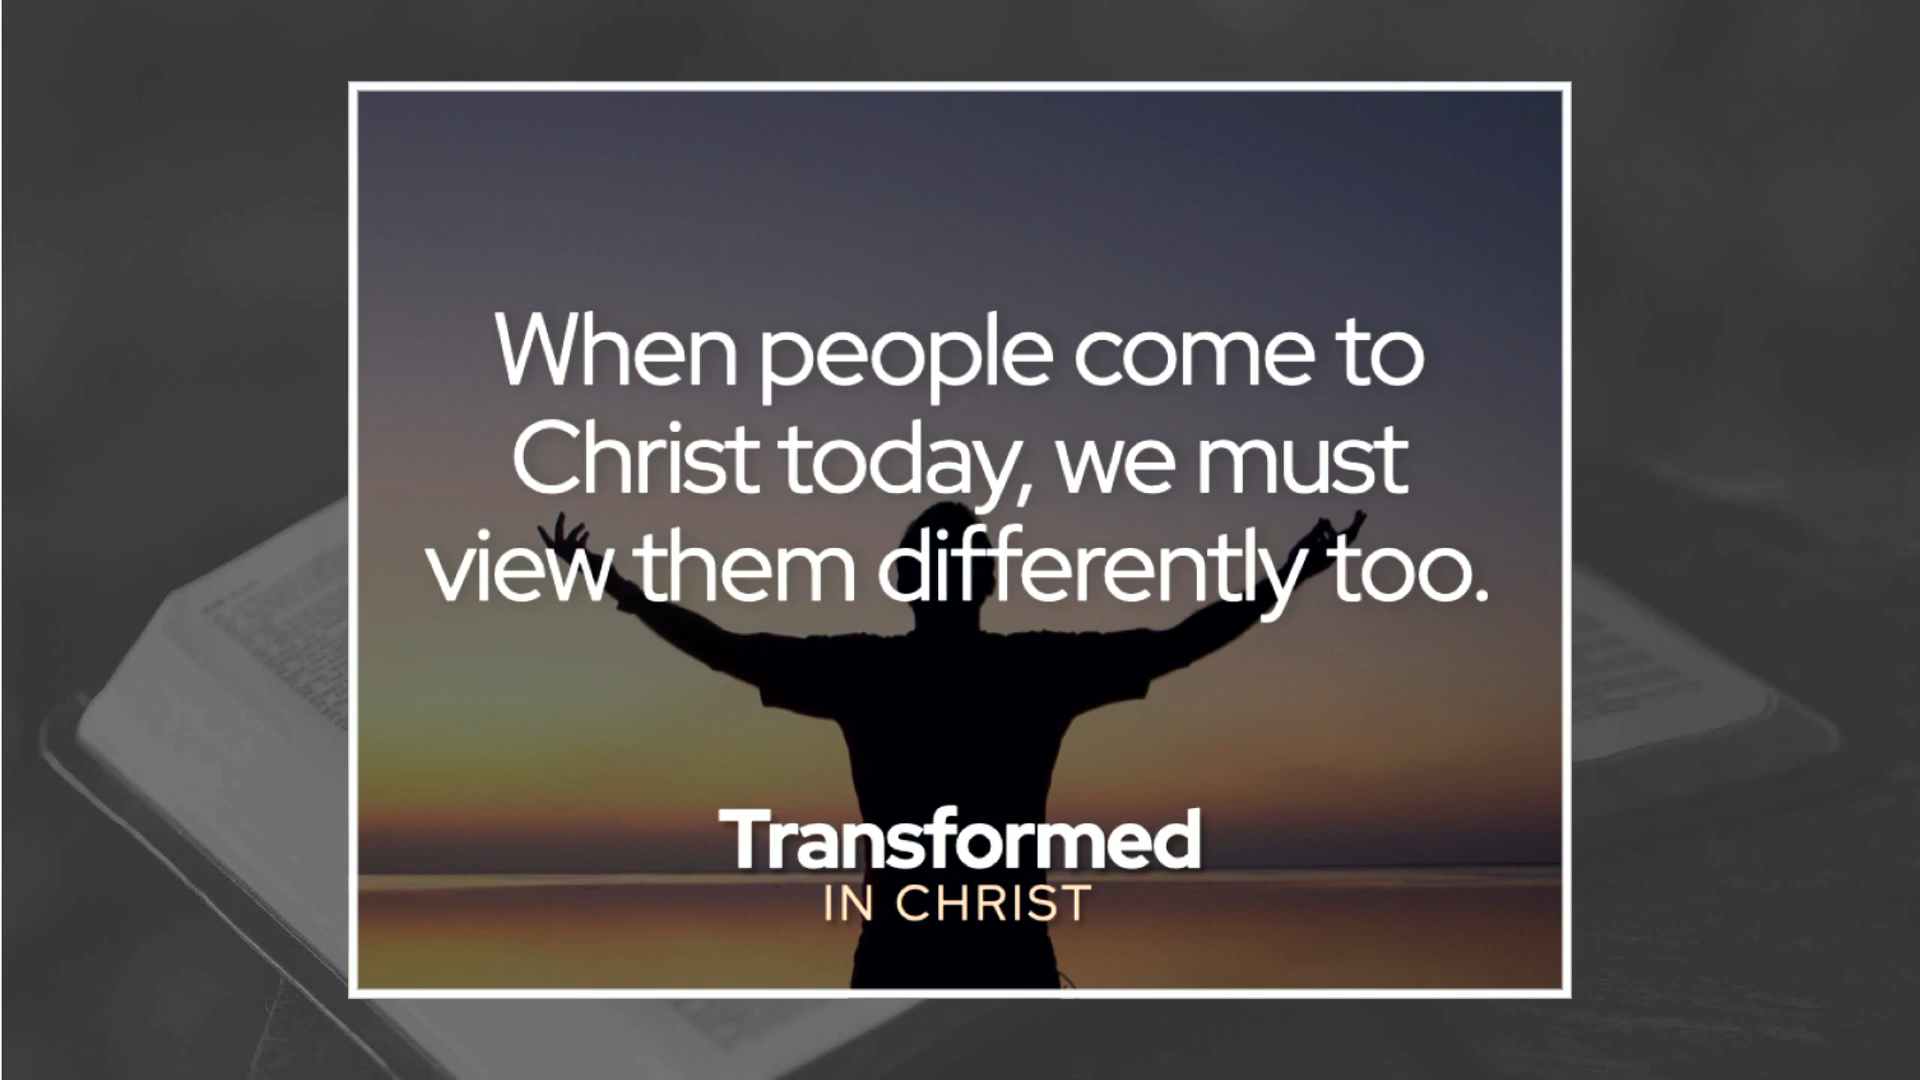 When people come to
Christ today, we must
view them differently too.
Transformed
IN CHRIST